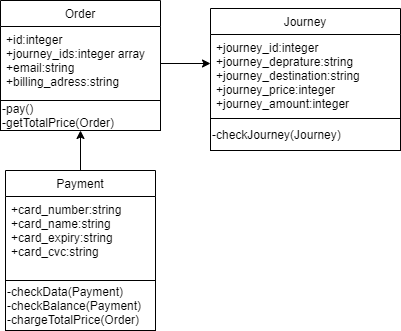 Order
+id:integer
+journey_ids:integer array
+email:string
+billing_adress:string
-pay()
-getTotalPrice(Order)
Journey
+journey_id:integer
+journey_deprature:string
+journey_destination:string
+journey_price:integer
+journey_amount:integer
-checkJourney(Journey)
Payment
+card_number:string
+card_name:string
+card_expiry:string
+card_cvc:string
-checkData(Payment)
-checkBalance(Payment)
-chargeTotalPrice(Order)